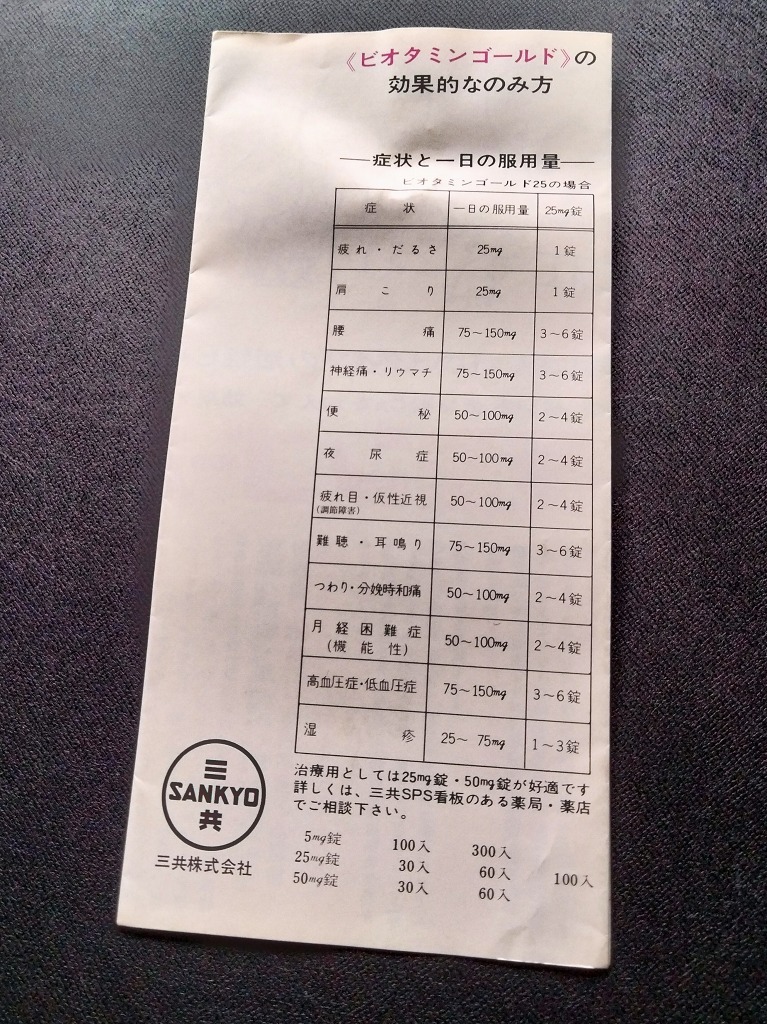 《ビオタミンゴールド》の
効果的なのみ方
症状と一日の服用量
ビオタミンゴールド25の場合
症状 一日の服用量 25mg錠
疲れ・だるさ 25mg 1錠
肩こり 25mg 1錠
腰痛 75～150mg 3～6錠
神経痛・リウマチ 75～150mg 3～6錠
便秘 50～100mg 2～4錠
夜尿症 50～100mg 2～4錠
疲れ目・仮性近視 50～100mg 2～4錠
(調節障害)
難聴・耳鳴り 75～150mg 3～6錠
つわり・分娩時和痛 50～100mg 2～4錠
月経困難症 50～100mg 2～4錠
(機能性)
高血圧症・低血圧症 75～150mg 3～6錠
湿疹 25～75mg 1～3錠
治療用としては25mg錠・50mg錠が好適です
詳しくは、三共SPS看板のある薬局・薬店
でご相談下さい。
5mg錠 100入 300入
25mg錠 30入 60入 100入
50mg錠 30入 60入
三
SANKYO
共
三共株式会社